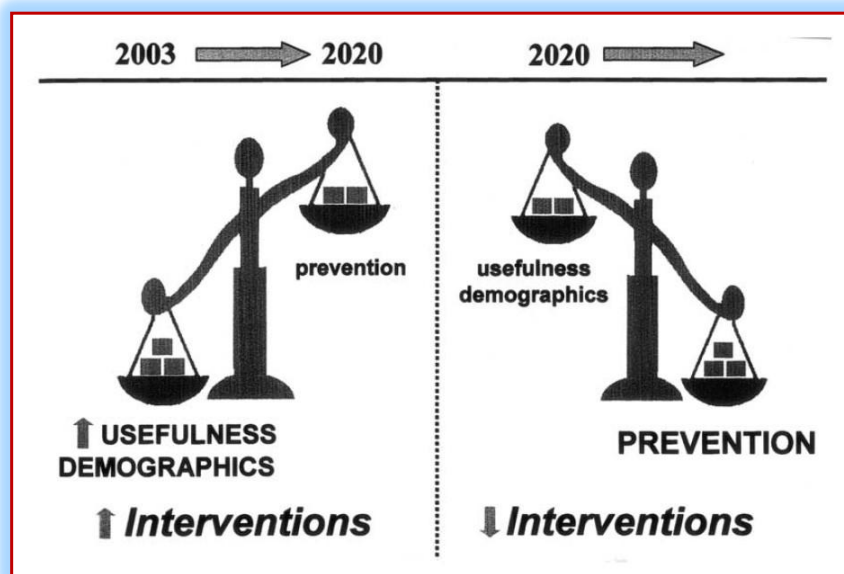 2003 2020
prevention
USEFULNESS
DEMOGRAPHICS
Interventions
2020
usefulness
demographics
PREVENTION
Interventions